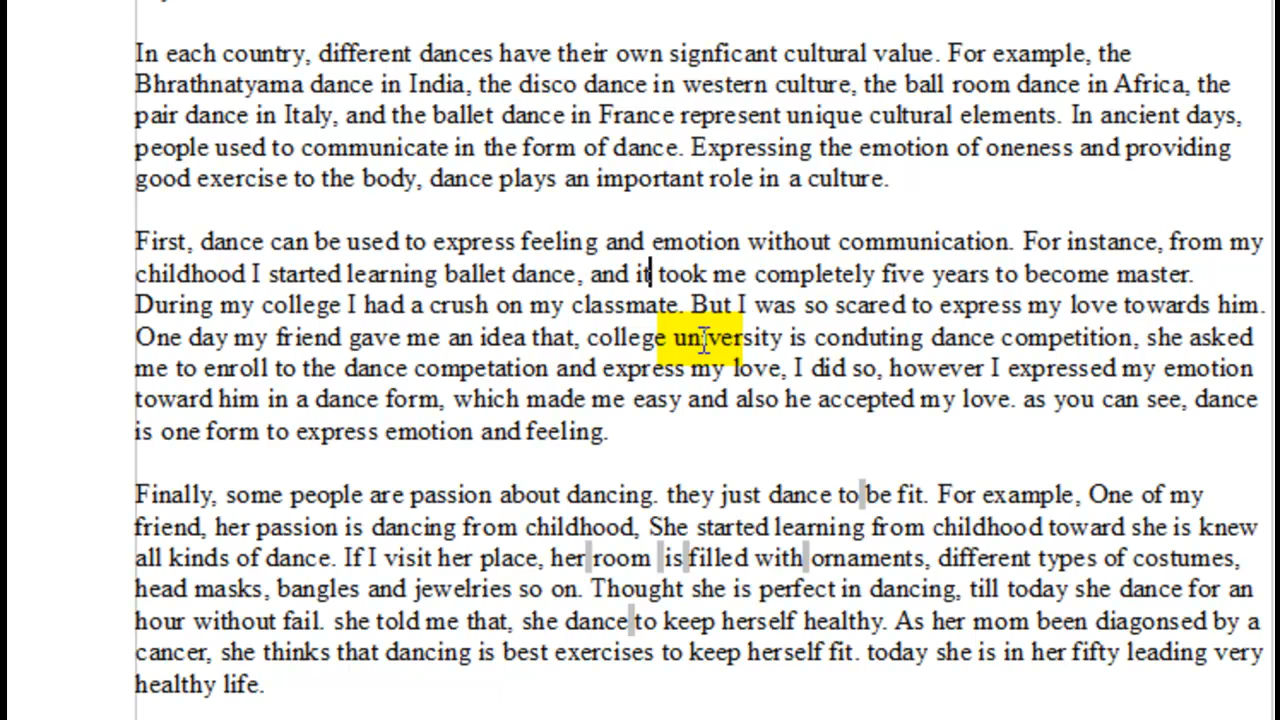 In each country, different dances have their own signficant cultural value. For example, the
Bhrathnatyama dance in India, the disco dance in western culture, the ball room dance in Africa, the
pair dance in Italy, and the ballet dance in France represent unique cultural elements. In ancient days,
people used to communicate in the form of dance. Expressing the emotion of oneness and providing
good exercise to the body, dance plays an important role in a culture.
First, dance can be used to express feeling and emotion without communication. For instance, from my
childhood I started learning ballet dance, and it took me completely five years to become master.
During my college I had a crush on my classmate. But I was so scared to express my love towards him.
One day my friend gave me an idea that, college university is conduting dance competition, she asked
me to enroll to the dance competation and express my love, I did so, however I expressed my emotion
toward him in a dance form, which made me easy and also he accepted my love. as you can see, dance
is one form to express emotion and feeling.
Finally, some people are passion about dancing. they just dance to be fit. For example, One of my
friend, her passion is dancing from childhood, She started learning from childhood toward she is knew
all kinds of dance. If I visit her place, her room is filled with ornaments, different types of costumes,
head masks, bangles and jewelries so on. Thought she is perfect in dancing, till today she dance for an
hour without fail. she told me that, she dance to keep herself healthy. As her mom been diagonsed by a
cancer, she thinks that dancing is best exercises to keep herself fit. today she is in her fifty leading very
healthy life.